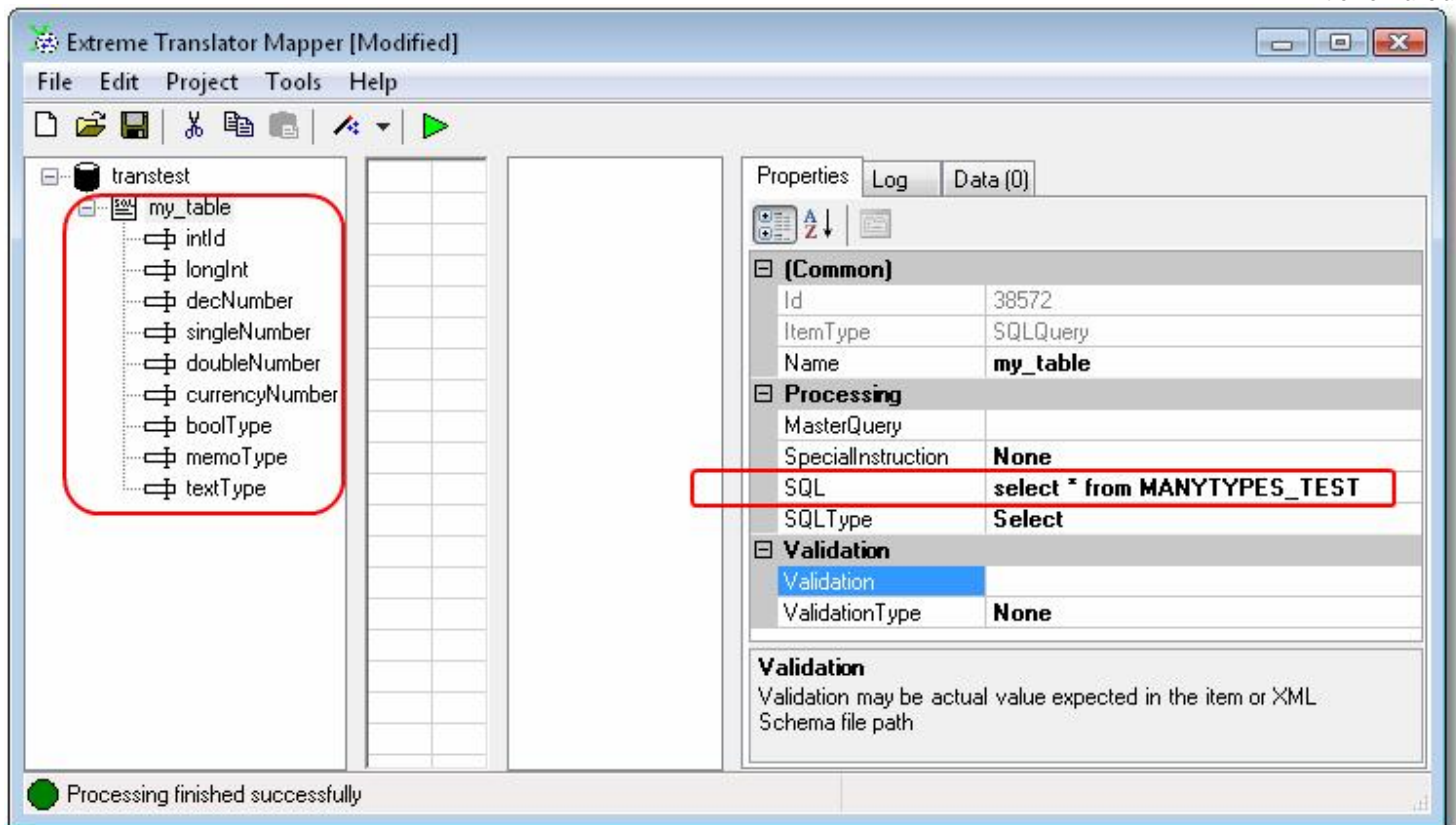 Extreme Translator Mapper [Modified]
File Edit Project Tools Help
transtest
my_table
intId
longInt
decNumber
singleNumber
doubleNumber
currencyNumber
boolType
memoType
textType
Properties Log Data (0)
(Common)
Id 38572
ItemType SQLQuery
Name my_table
Processing
MasterQuery
SpecialInstruction None
SQL select * from MANYTYPES_TEST
SQLType Select
Validation
Validation
ValidationType None
Validation
Validation may be actual value expected in the item or XML
Schema file path
Processing finished successfully